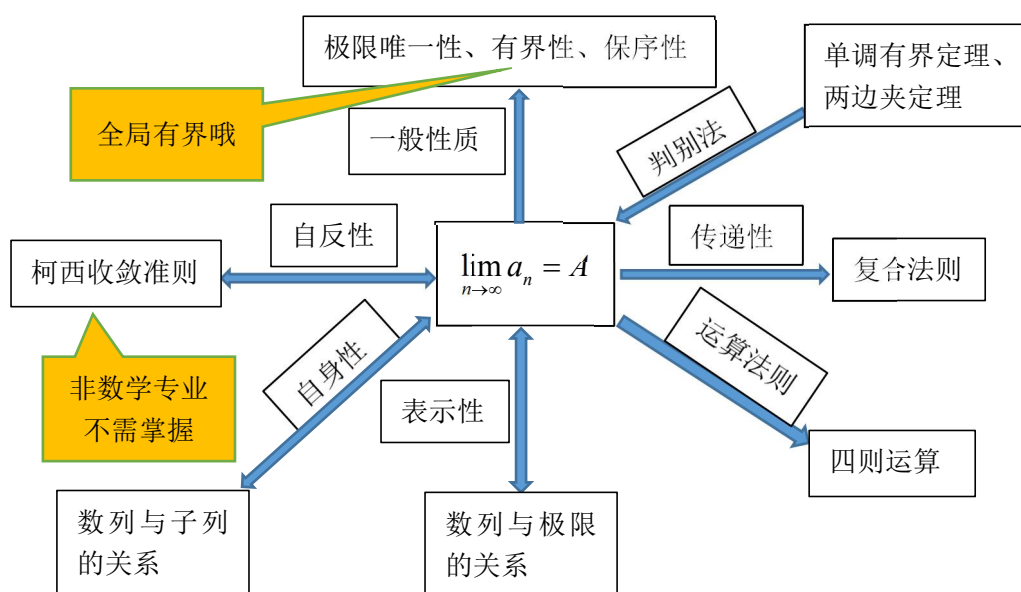 极限唯一性、有界性、保序性
单调有界定理、
两边夹定理
全局有界哦
一般性质
判别法
自反性
传递性
柯西收敛准则
lim aₙ = A
n→∞
复合法则
非数学专业
不需掌握
自身性
表示性
运算法则
四则运算
数列与子列
的关系
数列与极限
的关系